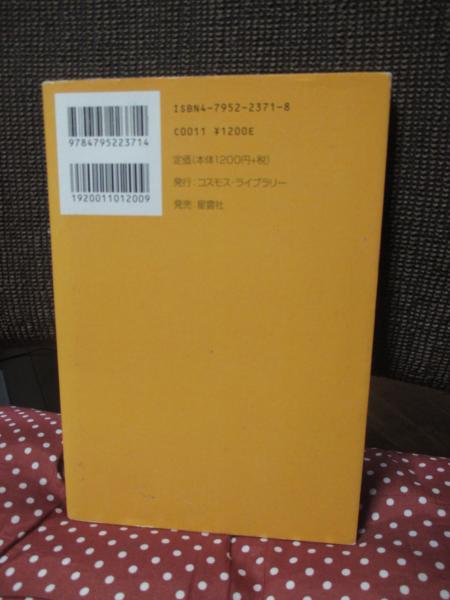 9784795223714
1920011012009
ISBN4-7952-2371-8
C0011 ¥1200E
定価(本体1200円+税)
発行:コスモス・ライブラリー
発売:星雲社